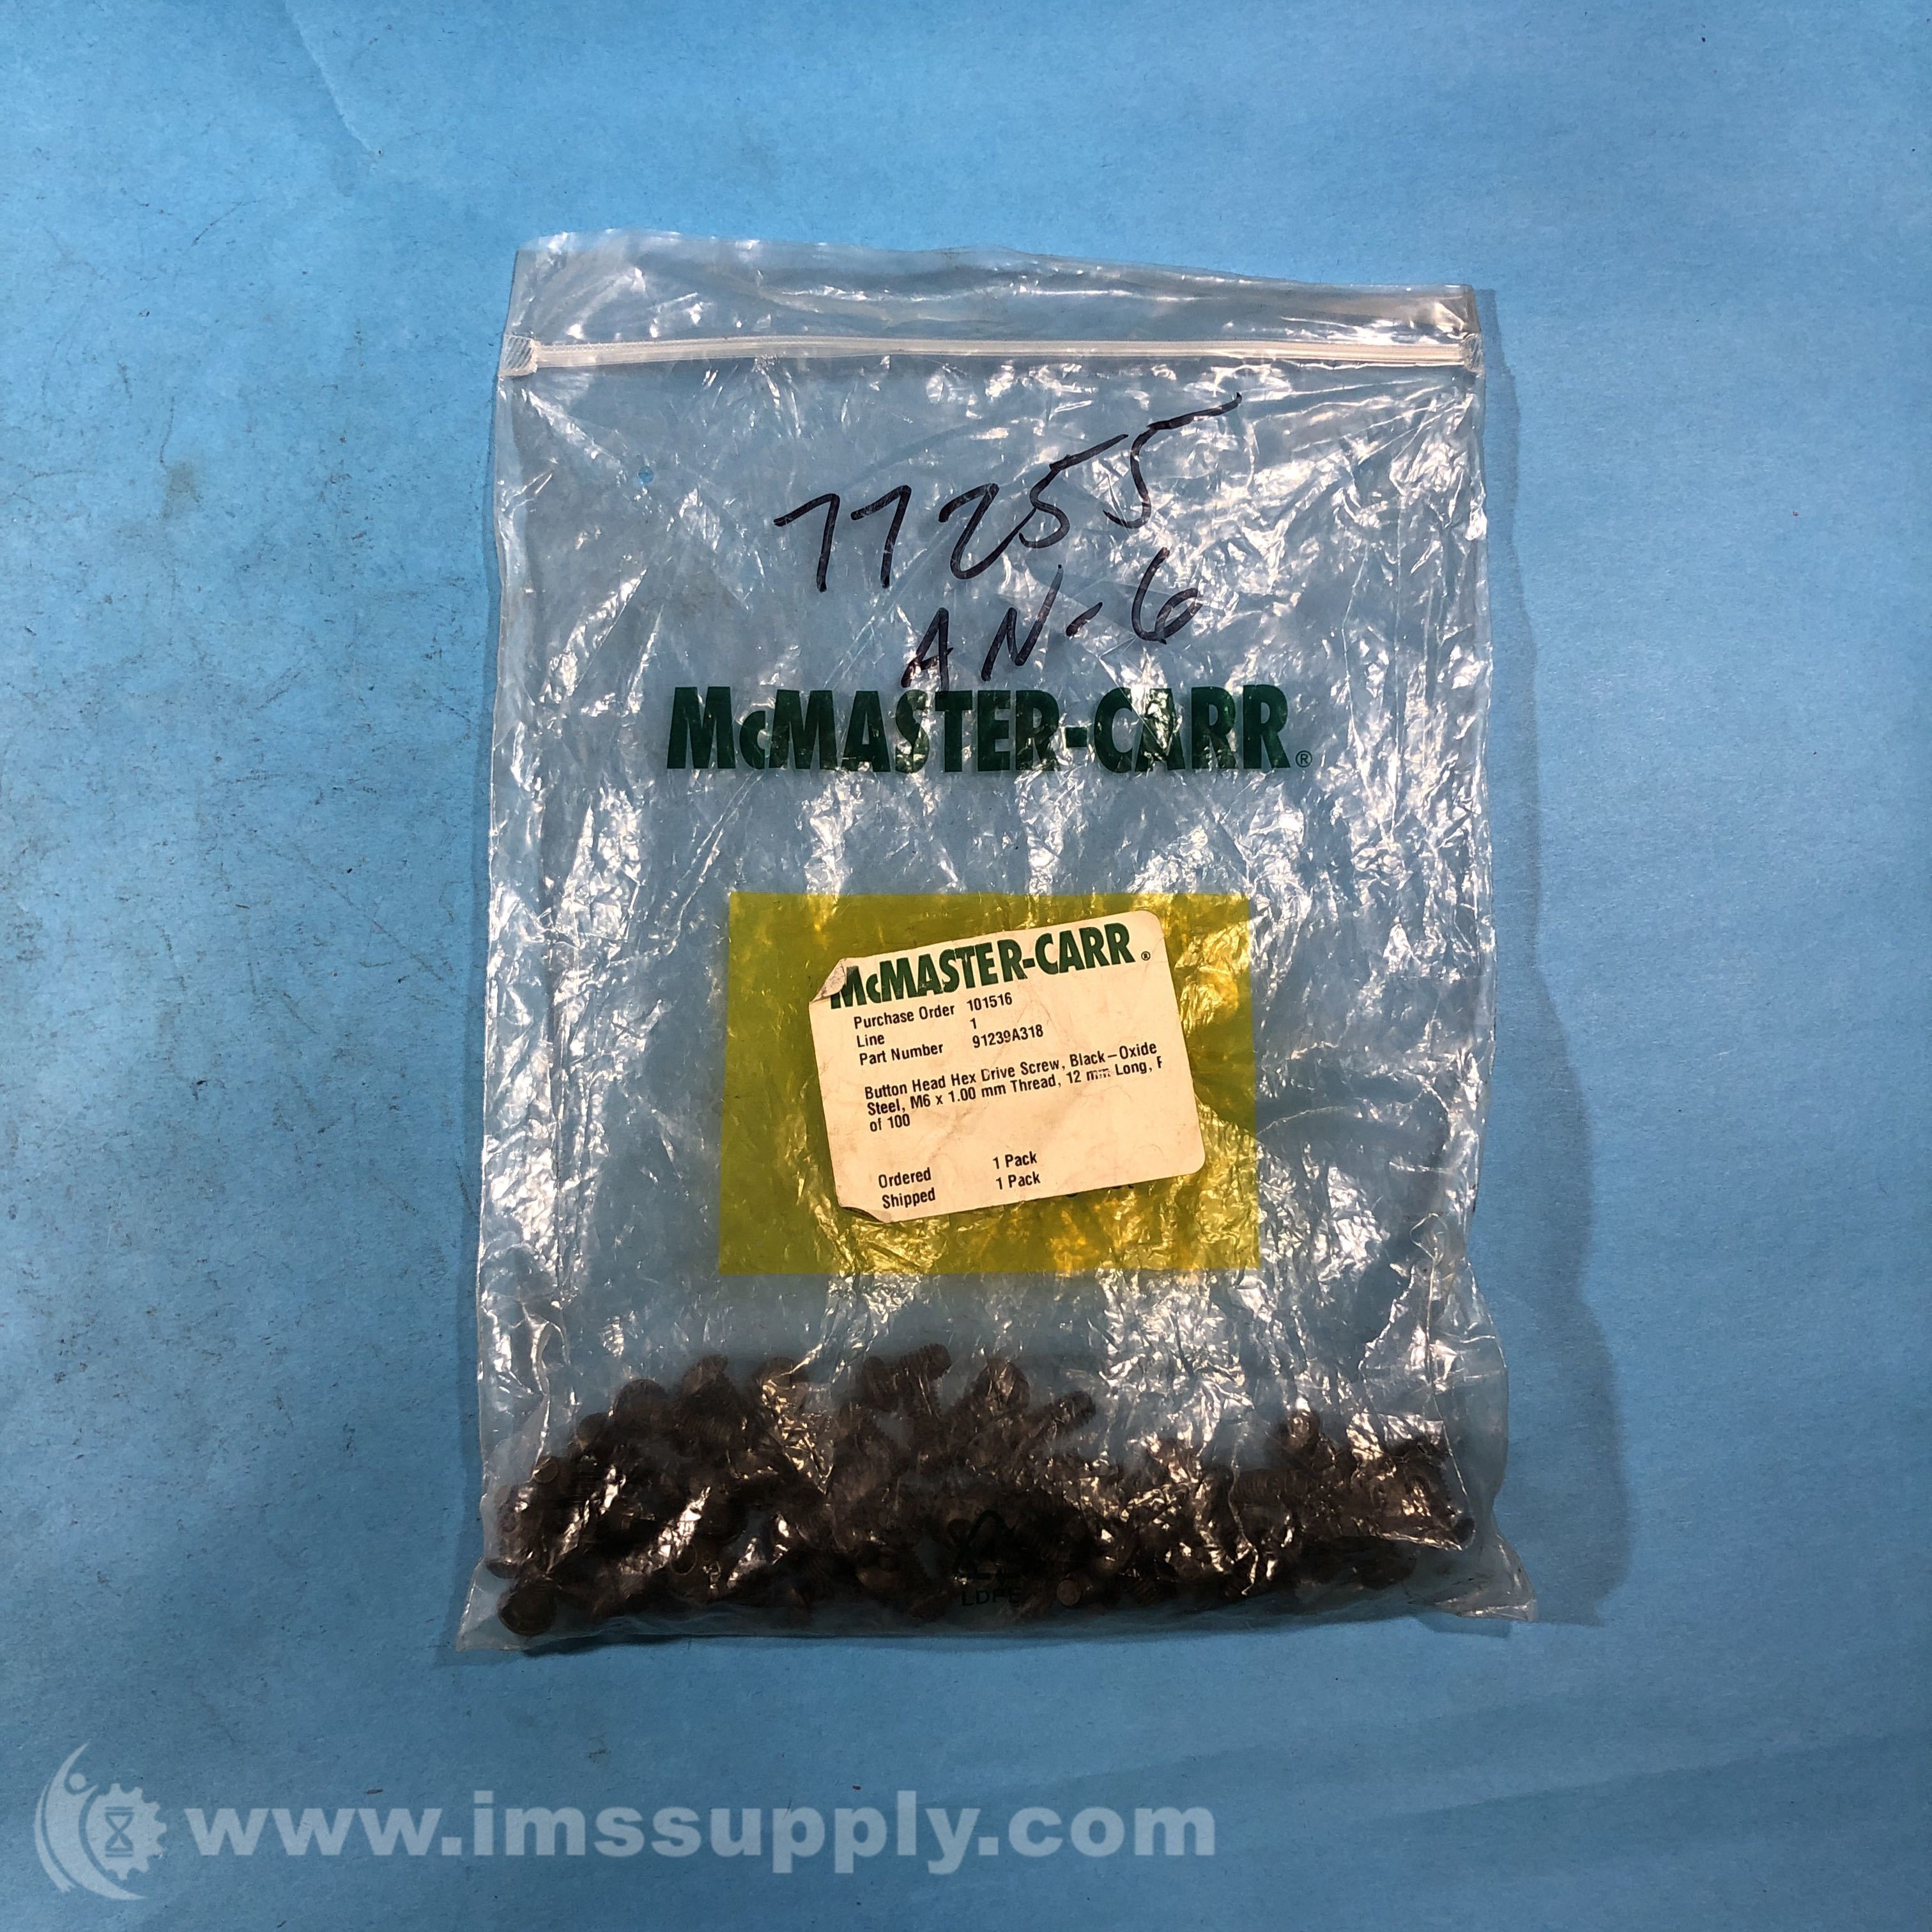 77255
AN-6
McMASTER-CARR®
McMASTER-CARR®
Purchase Order 101516
Line 1
Part Number 91239A318
Button Head Hex Drive Screw, Black-Oxide
Steel, M6 x 1.00 mm Thread, 12 mm Long, P
of 100
Ordered 1 Pack
Shipped 1 Pack
LDPE
www.imssupply.com